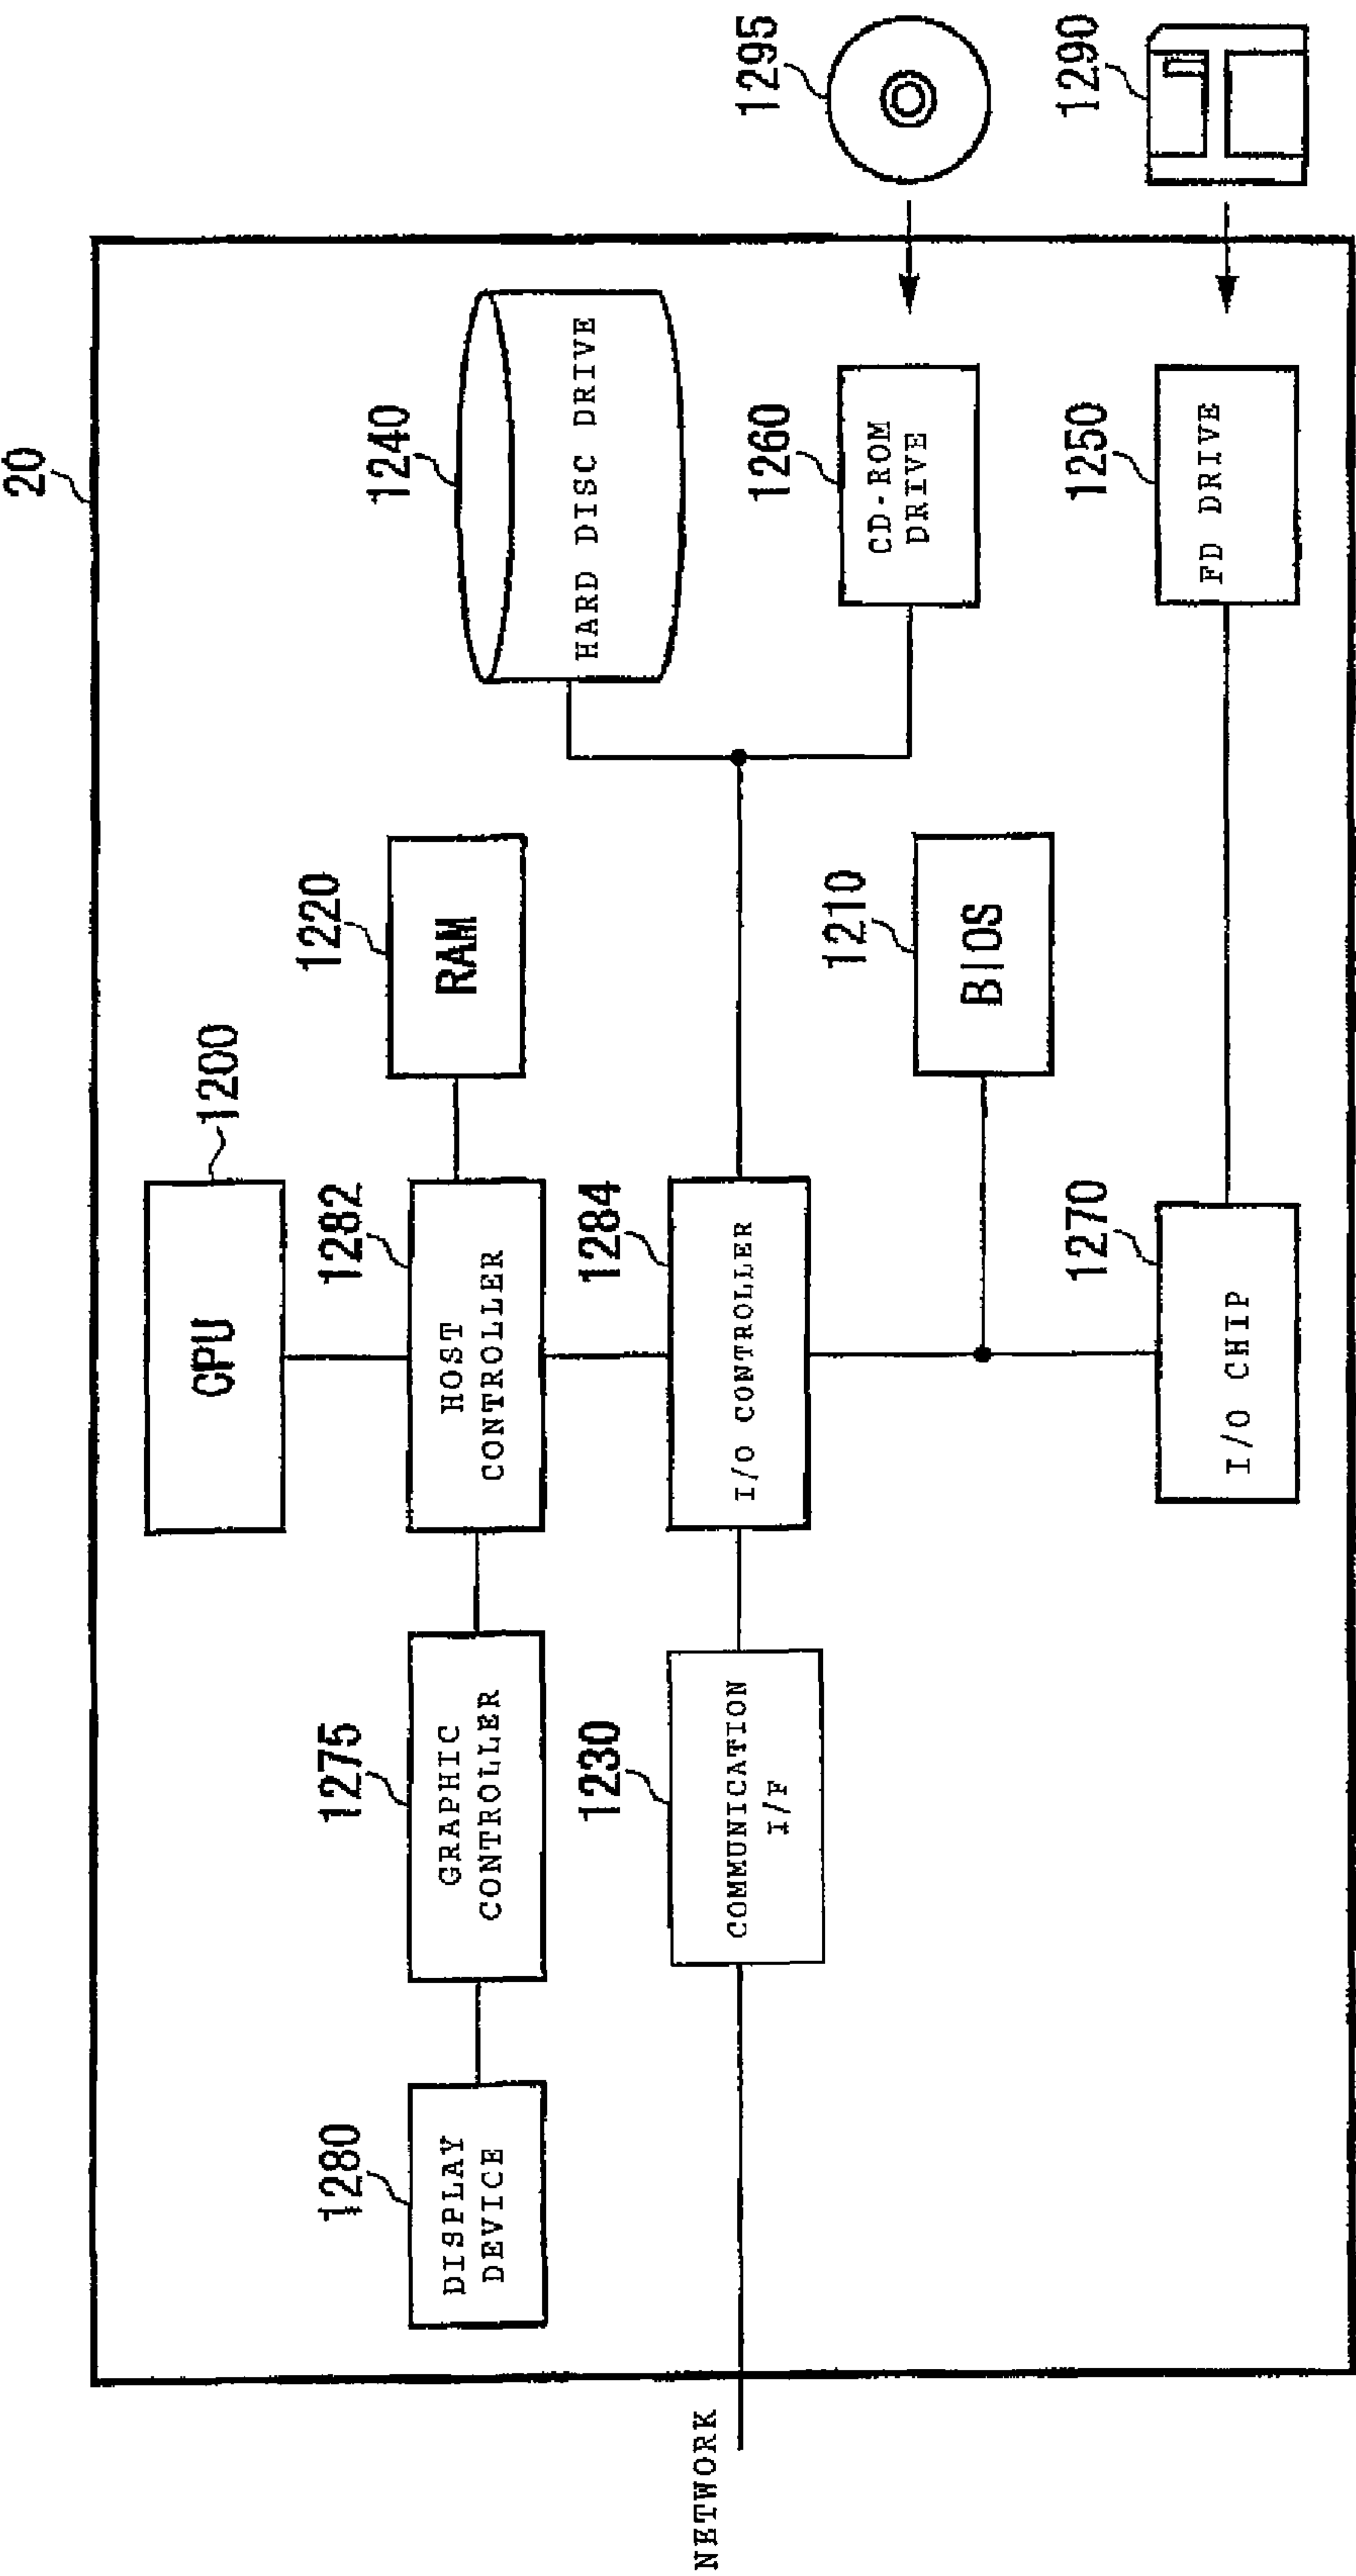 20
CPU
1200
1280
1275
1282
1220
1240
DISPLAY
DEVICE
GRAPHIC
CONTROLLER
HOST
CONTROLLER
RAM
HARD DISC DRIVE
1230
1284
NETWORK
COMMUNICATION
I/F
I/O CONTROLLER
1260
1295
CD-ROM
DRIVE
1210
BIOS
1270
1250
1290
I/O CHIP
FD DRIVE